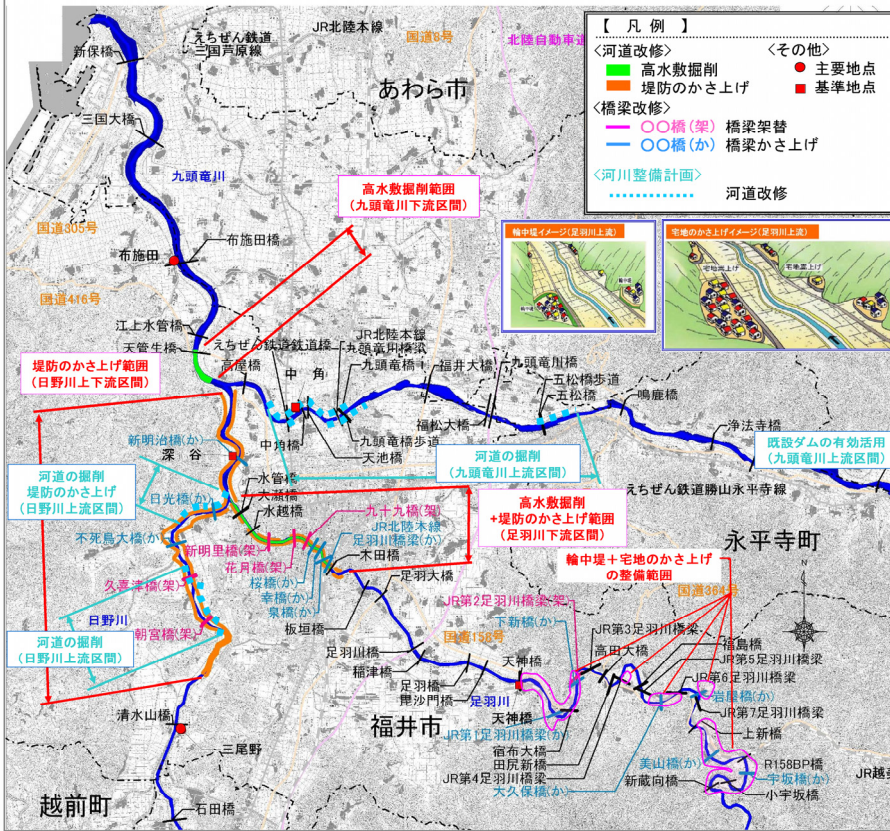 【 凡 例 】
<河道改修>
高水敷掘削
堤防のかさ上げ
<その他>
主要地点
基準地点
<橋梁改修>
〇〇橋(架) 橋梁架替
〇〇橋(か) 橋梁かさ上げ
<河川整備計画>
河道改修
新保橋
えちぜん鉄道
三国芦原線
JR北陸本線
国道8号
北陸自動車道
あわら市
三国大橋
九頭竜川
高水敷掘削範囲
(九頭竜川下流区間)
国道305号
布施田
布施田橋
国道416号
輪中堤イメージ(足羽川上流)
輪中堤
宅地のかさ上げイメージ(足羽川上流)
宅地嵩上げ
宅地嵩上げ
江上水管橋
天管生橋
えちぜん鉄道鉄道橋
JR北陸本線
九頭竜川橋梁
高屋橋
中 角
九頭竜橋
福井大橋
九頭竜川橋
五松橋歩道
五松橋
鳴鹿橋
堤防のかさ上げ範囲
(日野川上下流区間)
中角橋
天池橋
九頭竜橋歩道
福松大橋
浄法寺橋
新明治橋(か)
深 谷
河道の掘削
(九頭竜川上流区間)
既設ダムの有効活用
(九頭竜川上流区間)
河道の掘削
堤防のかさ上げ
(日野川上流区間)
水管橋
大瀬橋
日光橋(か)
水越橋
えちぜん鉄道勝山永平寺線
高水敷掘削
+堤防のかさ上げ範囲
(足羽川下流区間)
九十九橋(架)
不死鳥大橋(か)
JR北陸本線
足羽川橋梁(か)
新明里橋(架)
花月橋(架)
木田橋
永平寺町
輪中堤+宅地のかさ上げ
の整備範囲
桜橋(か)
幸橋(か)
泉橋(か)
足羽大橋
久喜津橋(架)
JR第2足羽川橋梁(架)
国道364号
日野川
板垣橋
下新橋(か)
朝宮橋(架)
国道158号
JR第3足羽川橋梁
河道の掘削
(日野川上流区間)
足羽川橋
稲津橋
高田大橋
福島橋
JR第5足羽川橋梁
足羽橋
毘沙門橋
天神橋
JR第6足羽川橋梁
足羽川
岩屋橋(か)
清水山橋
福井市
天神橋
JR第7足羽川橋梁
JR第1足羽川橋梁(か)
上新橋
宿布大橋
三尾野
田尻新橋
美山橋(か)
R158BP橋
JR第4足羽川橋梁
新蔵向橋
宇坂橋(か)
JR越美
大久保橋(か)
小宇坂橋
越前町
石田橋
N